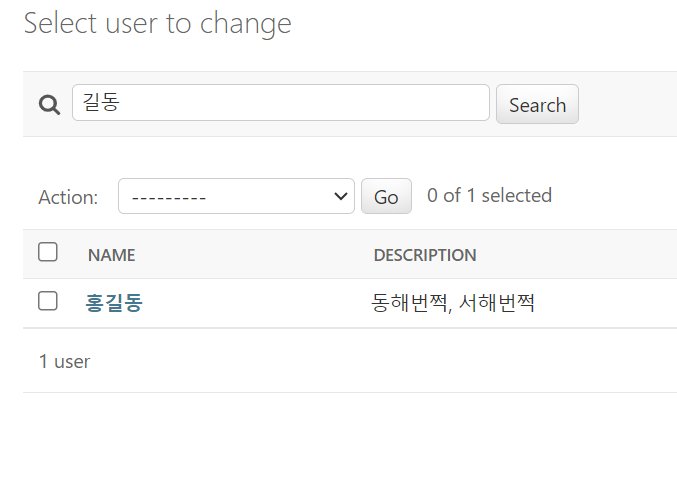 Select user to change
길동 Search
Action: --------- Go 0 of 1 selected
NAME DESCRIPTION
홍길동 동해번쩍, 서해번쩍
1 user